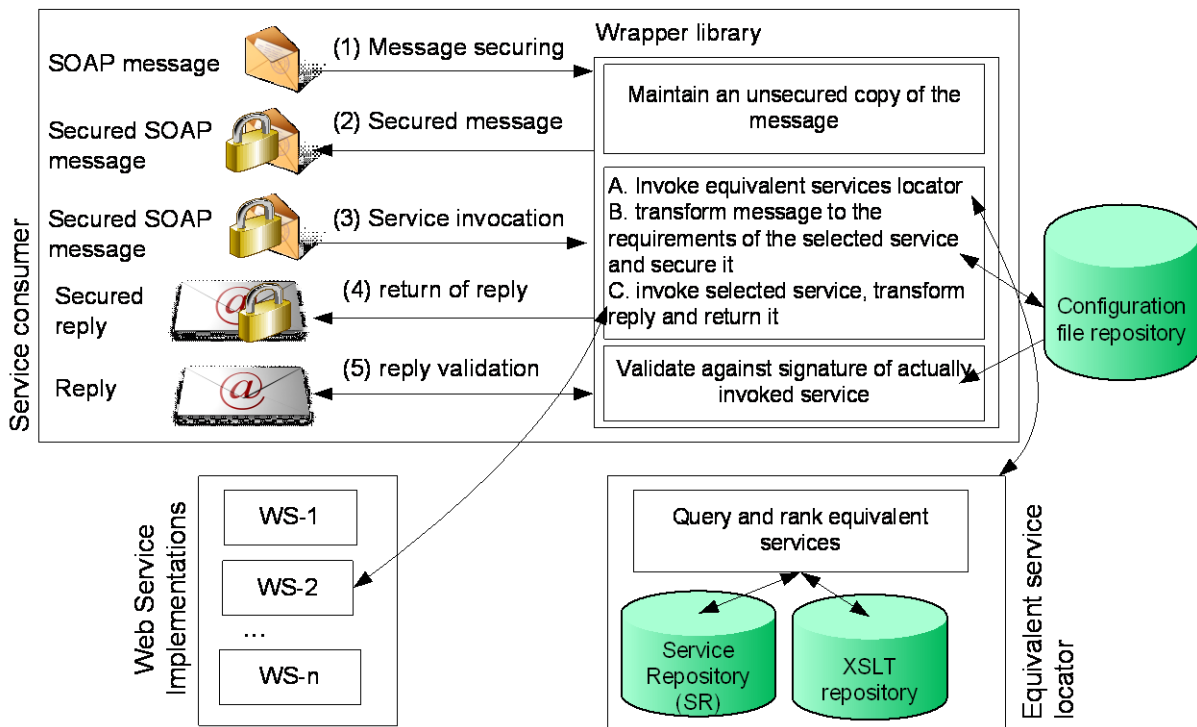 Wrapper library
SOAP message
(1) Message securing
Maintain an unsecured copy of the
message
Secured SOAP
message
(2) Secured message
Secured SOAP
message
(3) Service invocation
A. Invoke equivalent services locator
B. transform message to the
requirements of the selected service
and secure it
C. invoke selected service, transform
reply and return it
Secured
reply
(4) return of reply
Reply
(5) reply validation
Validate against signature of actually
invoked service
Service consumer
Configuration
file repository
Web Service
Implementations
WS-1
WS-2
...
WS-n
Query and rank equivalent
services
Service
Repository
(SR)
XSLT
repository
Equivalent service
locator